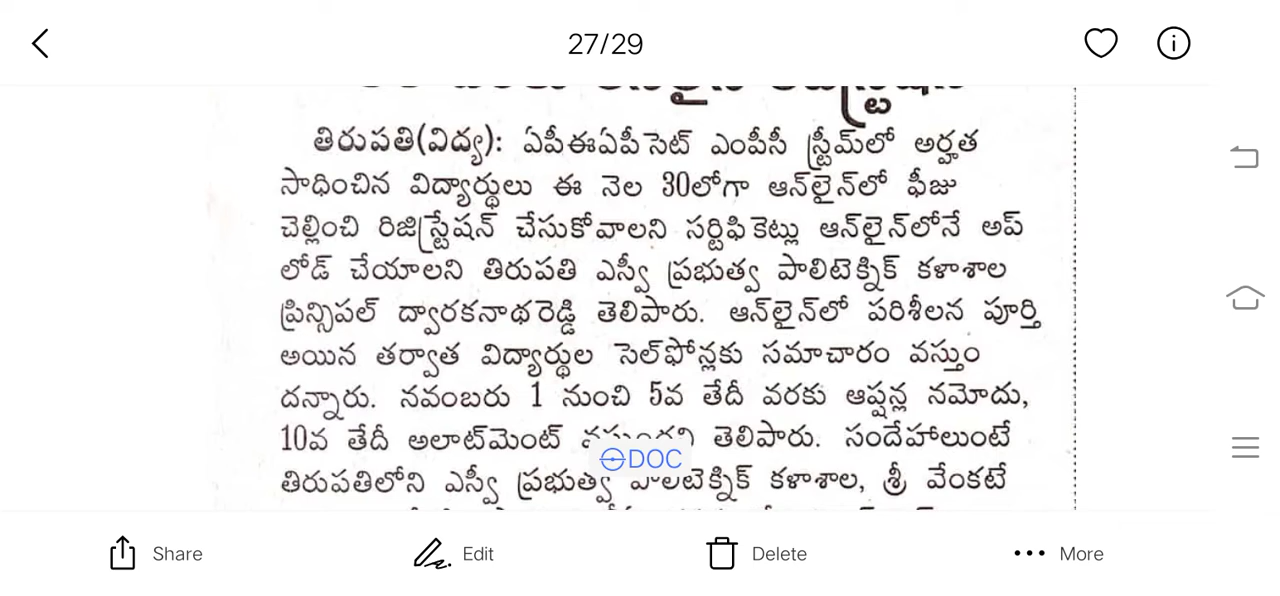 27/29
తిరుపతి(విద్య): ఏపీఈఏపీసెట్ ఎంపీసీ స్ట్రీమ్‌లో అర్హత
సాధించిన విద్యార్థులు ఈ నెల 30లోగా ఆన్‌లైన్‌లో ఫీజు
చెల్లించి రిజిస్ట్రేషన్ చేసుకోవాలని సర్టిఫికెట్లు ఆన్‌లైన్‌లోనే అప్
లోడ్ చేయాలని తిరుపతి ఎస్వీ ప్రభుత్వ పాలిటెక్నిక్ కళాశాల
ప్రిన్సిపల్ ద్వారకనాథరెడ్డి తెలిపారు. ఆన్‌లైన్‌లో పరిశీలన పూర్తి
అయిన తర్వాత విద్యార్థుల సెల్‌ఫోన్లకు సమాచారం వస్తుం
దన్నారు. నవంబరు 1 నుంచి 5వ తేదీ వరకు ఆప్షన్ల నమోదు,
10వ తేదీ అలాట్‌మెంట్ తెలిపారు. సందేహాలుంటే
DOC
తిరుపతిలోని ఎస్వీ ప్రభుత్వ పాలిటెక్నిక్ కళాశాల, శ్రీ వేంకటే
Share Edit Delete More